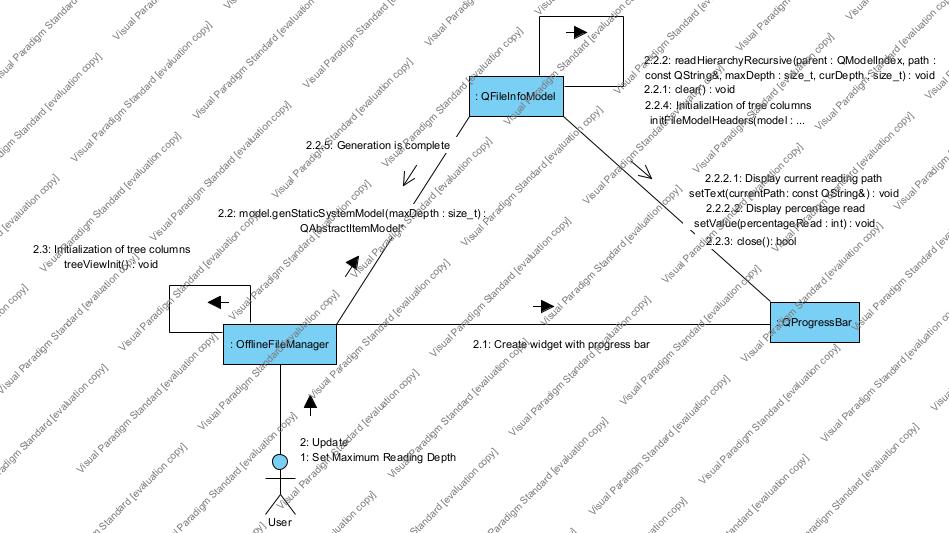 2.2.2: readHierarchyRecursive(parent : QModelIndex, path :
const QString&, maxDepth : size_t, curDepth : size_t) : void
2.2.1: clear() : void
2.2.4: Initialization of tree columns
initFileModelHeaders(model : ...
: QFileInfoModel
2.2.5: Generation is complete
2.2.2.1: Display current reading path
setText(currentPath: const QString&) : void
2.2.2.2: Display percentage read
setValue(percentageRead : int) : void
2.2.3: close(): bool
2.2: model.genStaticSystemModel(maxDepth : size_t) :
QAbstractItemModel*
2.3: Initialization of tree columns
treeViewInit() : void
: OfflineFileManager
: QProgressBar
2.1: Create widget with progress bar
2: Update
1: Set Maximum Reading Depth
User
Visual Paradigm Standard [evaluation copy]